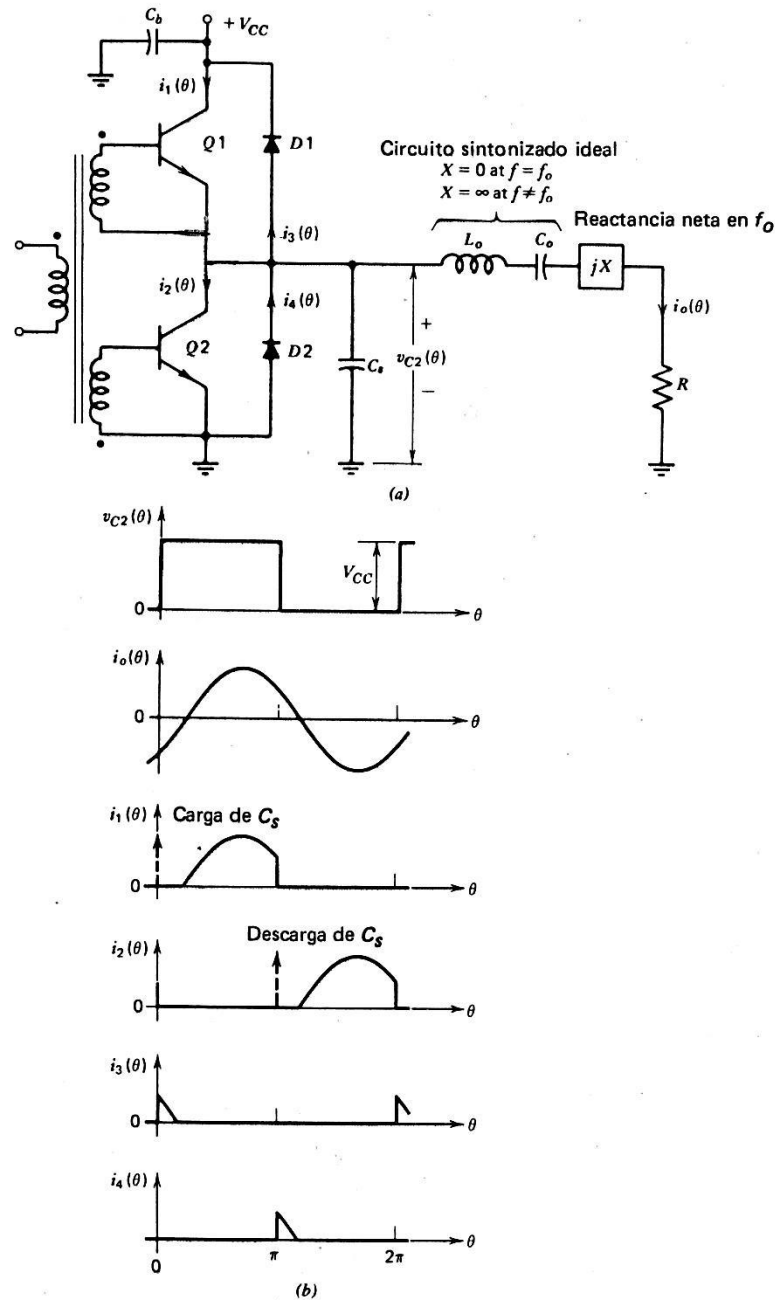 C_b
+ V_CC
i_1(θ)
Q1
D1
i_3(θ)
i_2(θ)
i_4(θ)
Q2
D2
Circuito sintonizado ideal
X = 0 at f = f_o
X = ∞ at f ≠ f_o
Reactancia neta en f_o
L_o
C_o
jX
i_o(θ)
+
v_C2(θ)
−
C_s
R
(a)
v_C2(θ)
V_CC
0
θ
i_o(θ)
0
θ
i_1(θ)
Carga de C_S
0
θ
Descarga de C_S
i_2(θ)
0
θ
i_3(θ)
0
θ
i_4(θ)
θ
0
π
2π
(b)